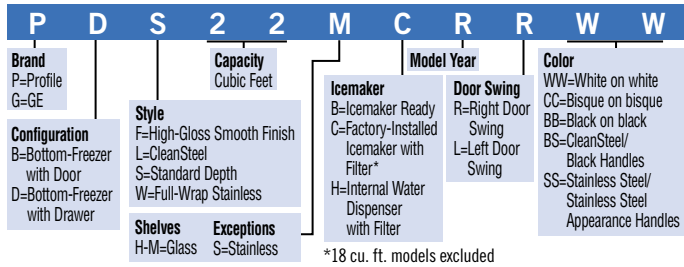 P D S 2 2 M C R R W W
Brand
P=Profile
G=GE
Configuration
B=Bottom-Freezer
with Door
D=Bottom-Freezer
with Drawer
Style
F=High-Gloss Smooth Finish
L=CleanSteel
S=Standard Depth
W=Full-Wrap Stainless
Capacity
Cubic Feet
Shelves Exceptions
H-M=Glass S=Stainless
Icemaker
B=Icemaker Ready
C=Factory-Installed
Icemaker with
Filter*
H=Internal Water
Dispenser
with Filter
Model Year
Door Swing
R=Right Door
Swing
L=Left Door
Swing
Color
WW=White on white
CC=Bisque on bisque
BB=Black on black
BS=CleanSteel/
Black Handles
SS=Stainless Steel/
Stainless Steel
Appearance Handles
*18 cu. ft. models excluded